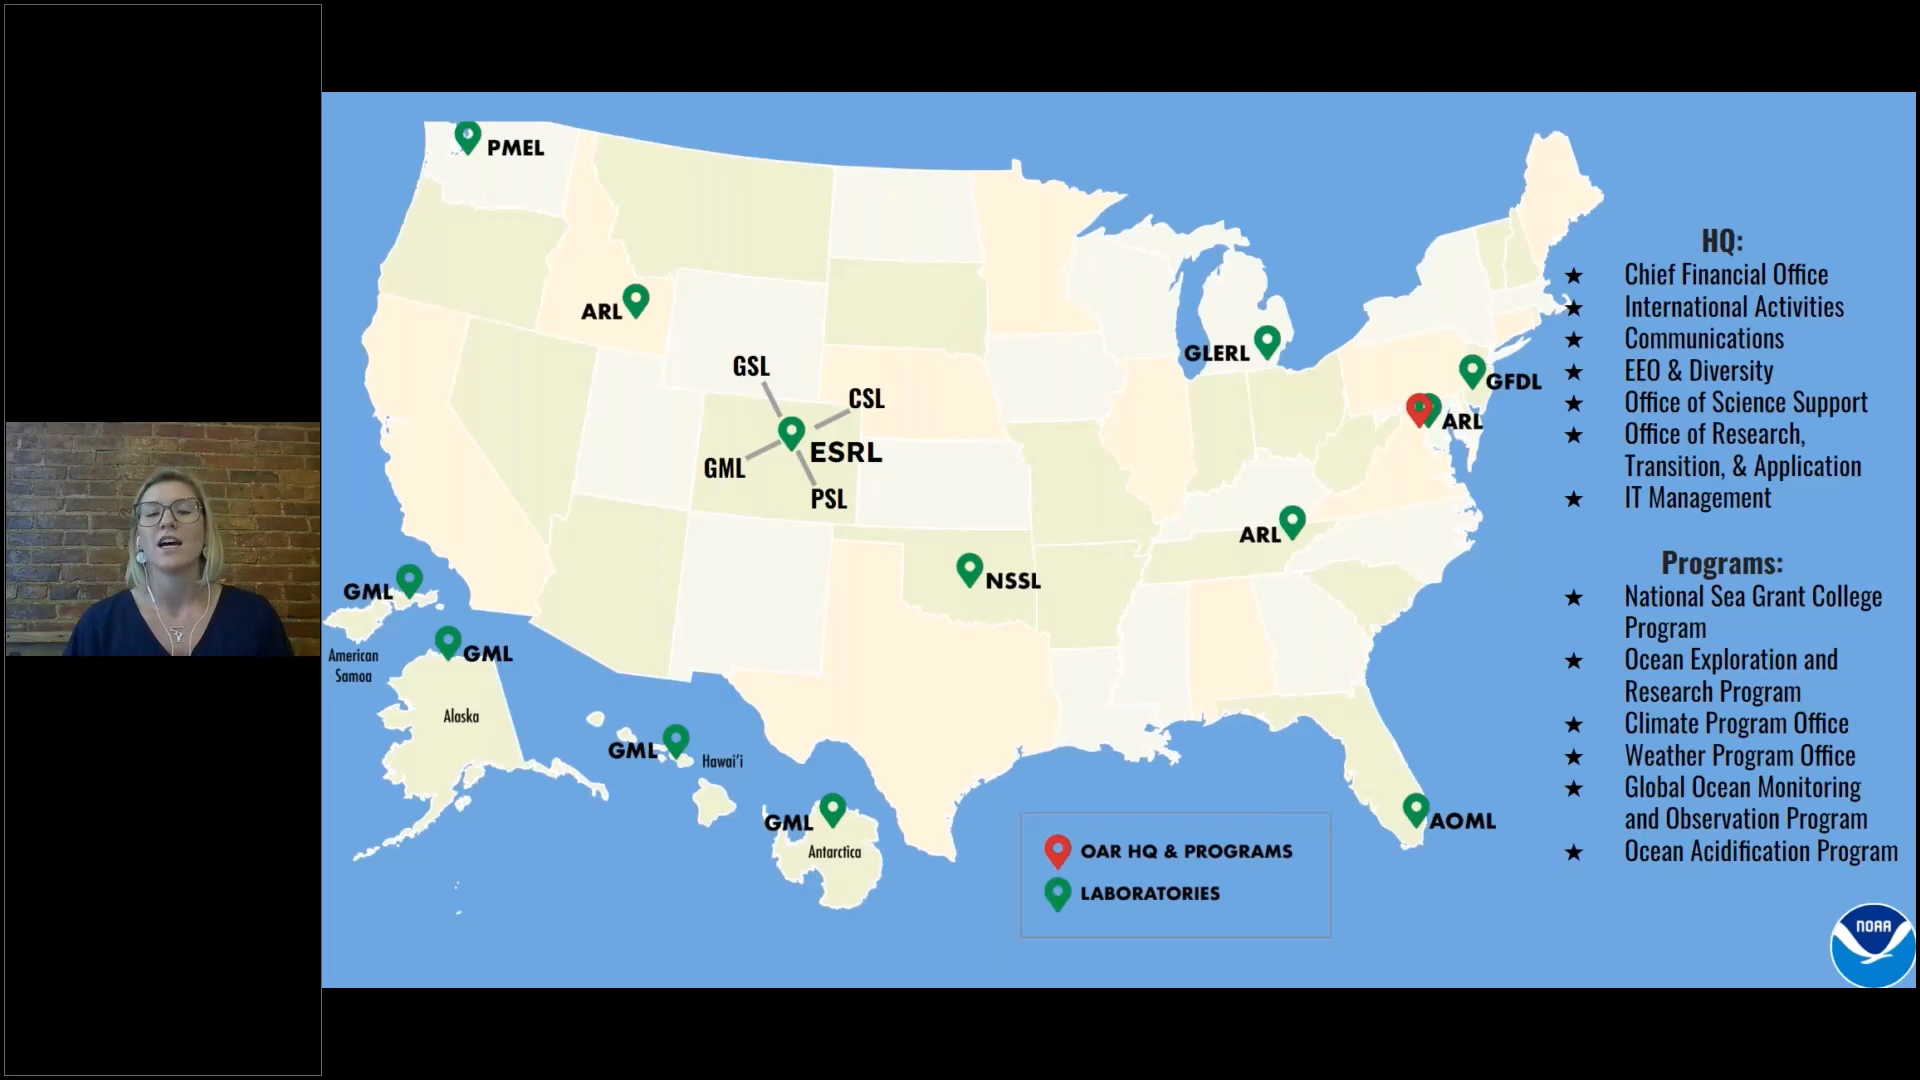 PMEL
ARL
GSL
CSL
ESRL
GML
PSL
GLERL
GFDL
ARL
ARL
NSSL
GML
American
Samoa
GML
Alaska
GML
Hawai'i
GML
Antarctica
AOML
OAR HQ & PROGRAMS
LABORATORIES
HQ:
★ Chief Financial Office
★ International Activities
★ Communications
★ EEO & Diversity
★ Office of Science Support
★ Office of Research,
Transition, & Application
★ IT Management
Programs:
★ National Sea Grant College
Program
★ Ocean Exploration and
Research Program
★ Climate Program Office
★ Weather Program Office
★ Global Ocean Monitoring
and Observation Program
★ Ocean Acidification Program
NOAA